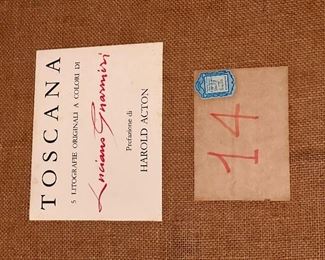 TOSCANA
5 LITOGRAFIE ORIGINALI A COLORI DI
Luciano Guarnieri
Prefazione di
HAROLD ACTON
14